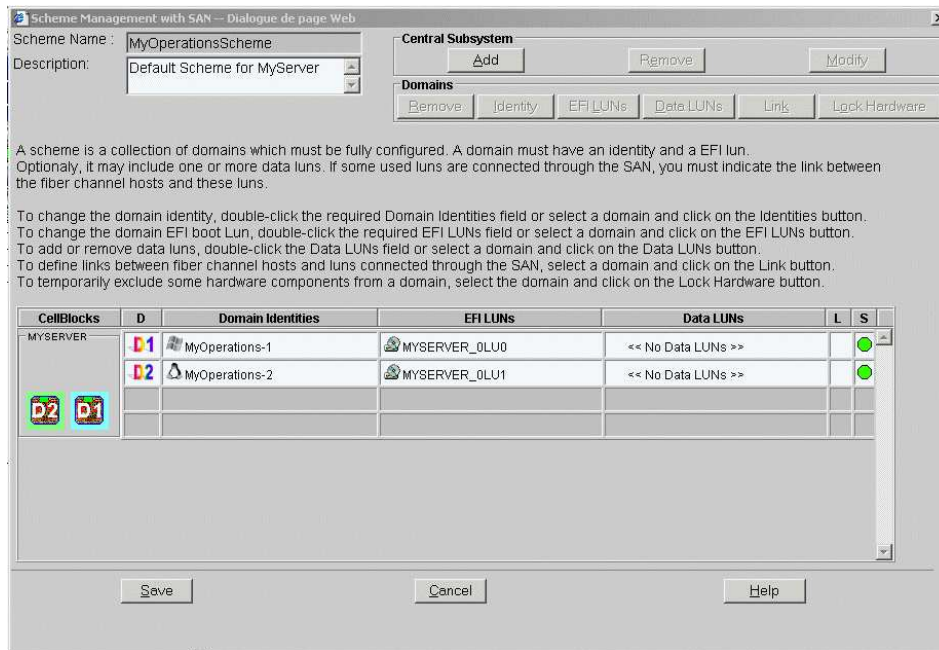 Scheme Management with SAN -- Dialogue de page Web
Scheme Name :
MyOperationsScheme
Description:
Default Scheme for MyServer
Central Subsystem
Add
Remove
Modify
Domains
Remove
Identity
EFI LUNs
Data LUNs
Link
Lock Hardware
A scheme is a collection of domains which must be fully configured. A domain must have an identity and a EFI lun.
Optionaly, it may include one or more data luns. If some used luns are connected through the SAN, you must indicate the link between
the fiber channel hosts and these luns.
To change the domain identity, double-click the required Domain Identities field or select a domain and click on the Identities button.
To change the domain EFI boot Lun, double-click the required EFI LUNs field or select a domain and click on the EFI LUNs button.
To add or remove data luns, double-click the Data LUNs field or select a domain and click on the Data LUNs button.
To define links between fiber channel hosts and luns connected through the SAN, select a domain and click on the Link button.
To temporarily exclude some hardware components from a domain, select the domain and click on the Lock Hardware button.
CellBlocks D Domain Identities EFI LUNs Data LUNs L S
MYSERVER
D1 MyOperations-1 MYSERVER_0LU0 << No Data LUNs >>
D2 MyOperations-2 MYSERVER_0LU1 << No Data LUNs >>
D2 D1
Save
Cancel
Help